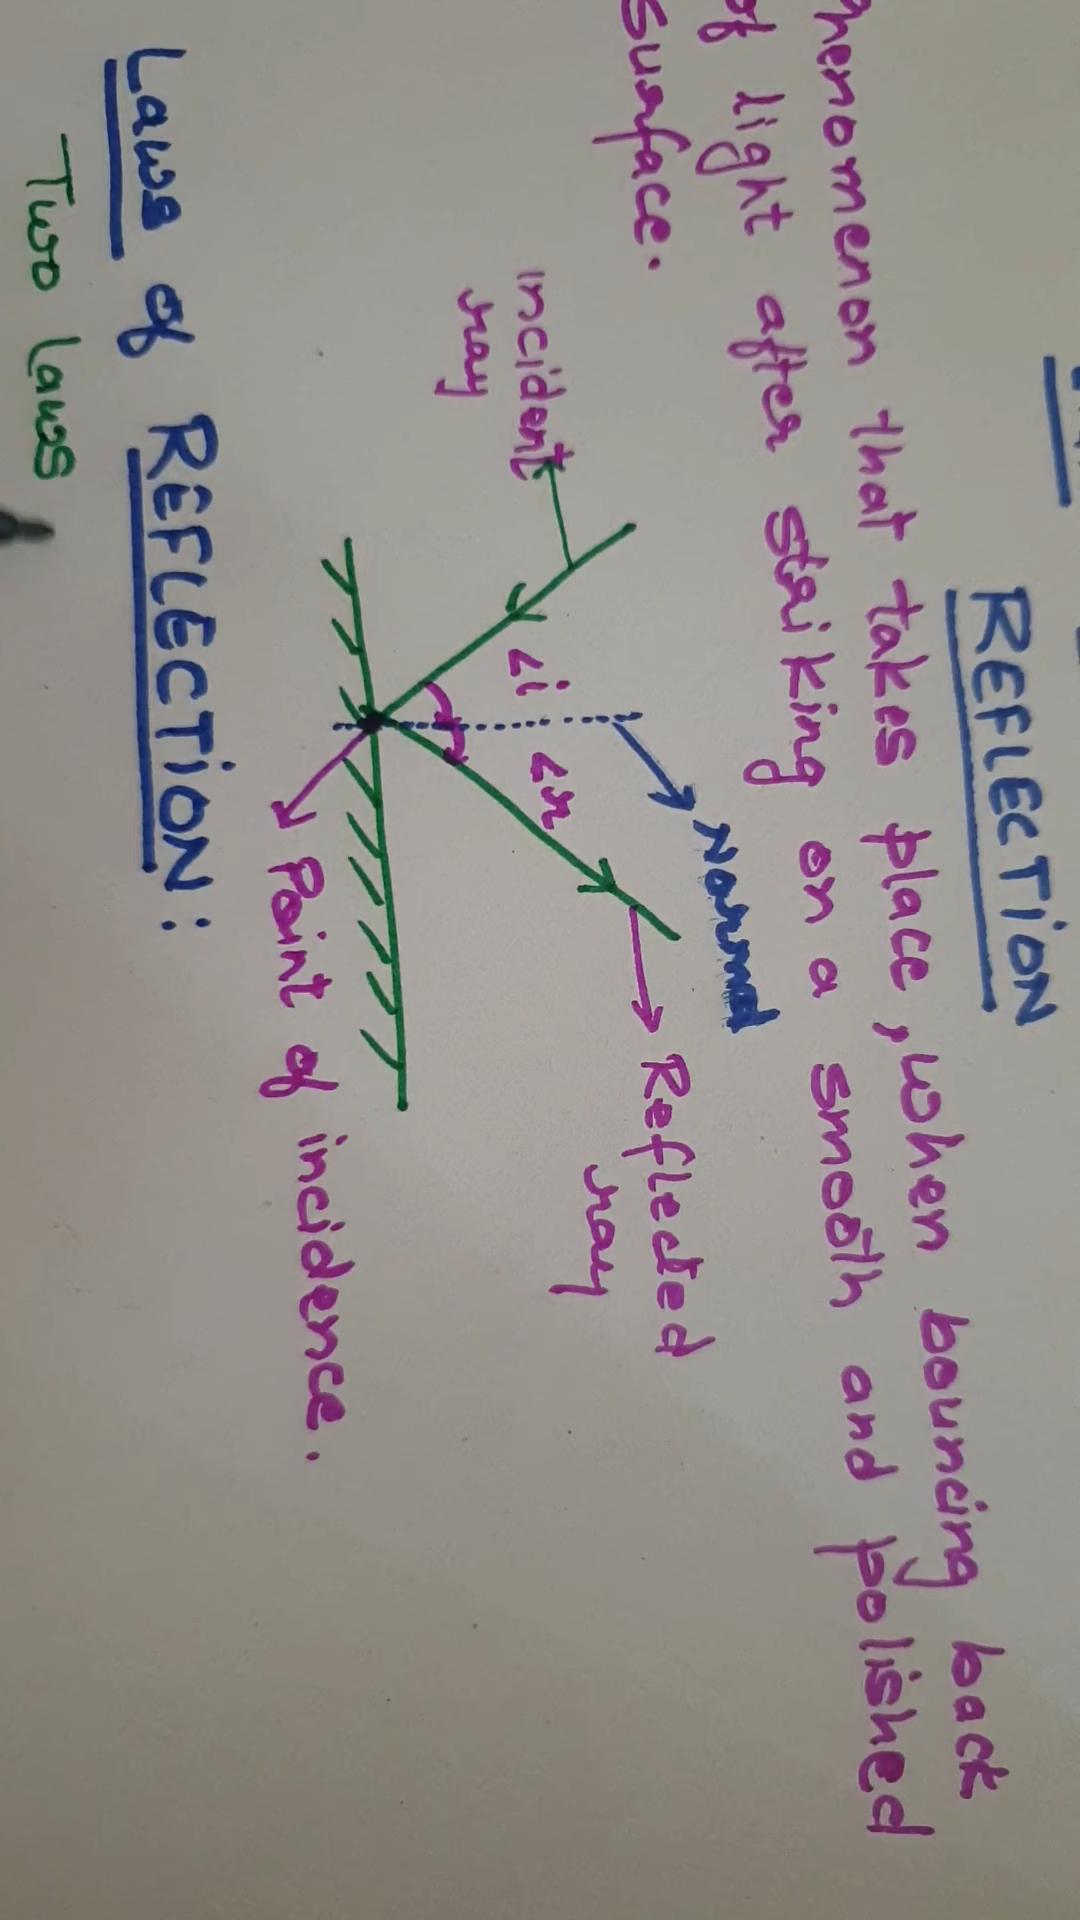 REFLECTION
henomenon that takes place, when bouncing back
of light after striking on a smooth and polished
surface.
Normal
Reflected
ray
incident
ray
∠i ∠r
Point of incidence.
Laws of REFLECTION:
Two laws